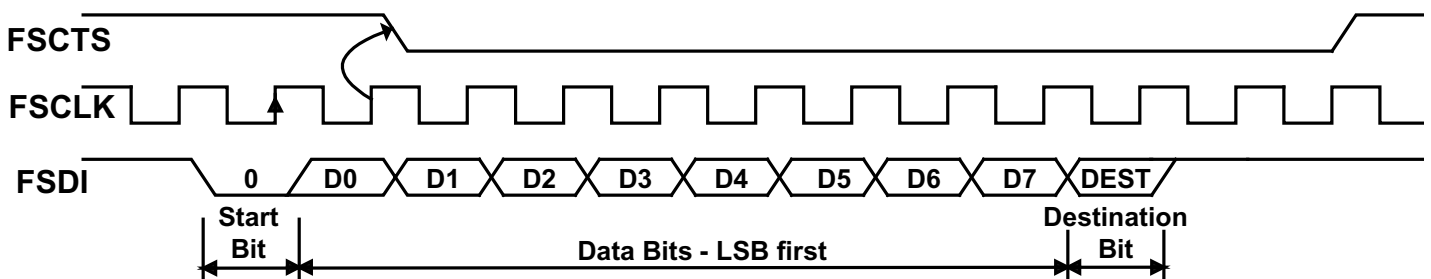 FSCTS
FSCLK
FSDI
0 D0 D1 D2 D3 D4 D5 D6 D7 DEST
Start Bit
Data Bits - LSB first
Destination Bit